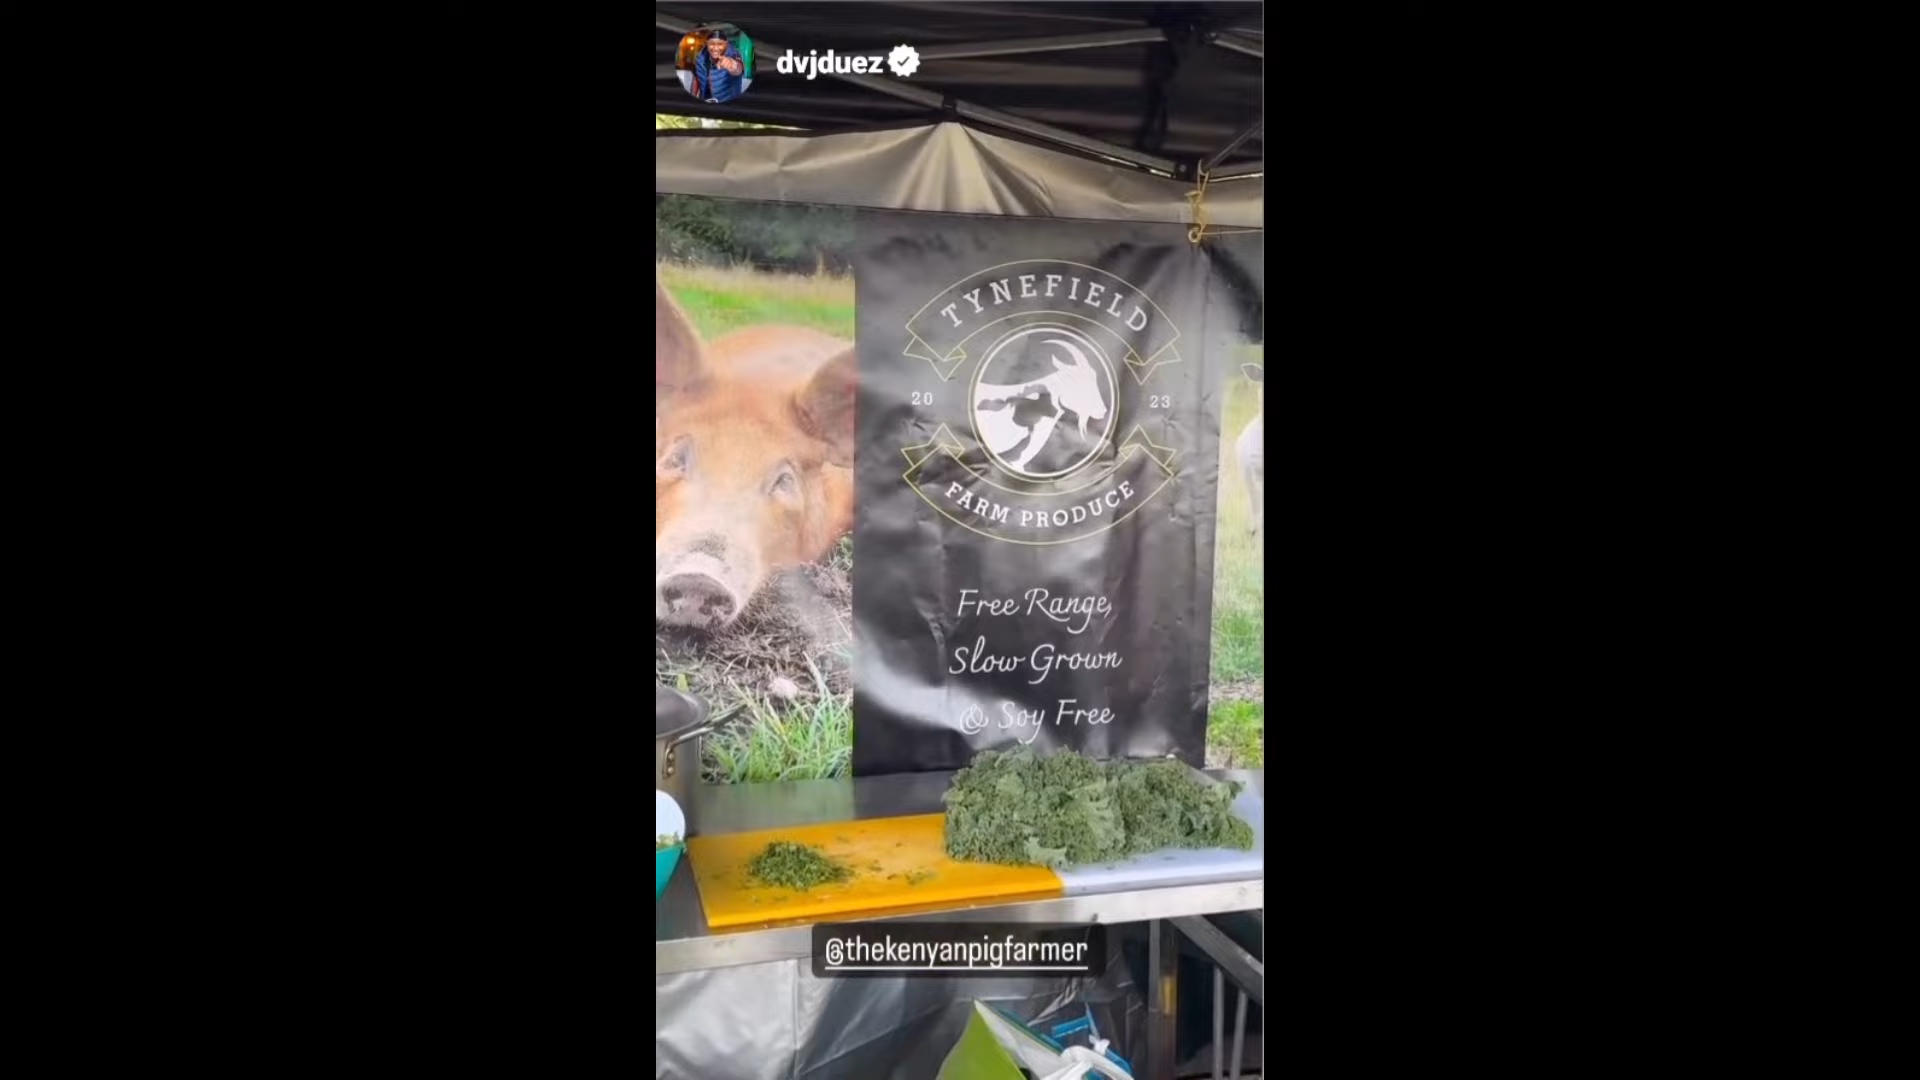 dvjduez
TYNEFIELD
20 23
FARM PRODUCE
Free Range,
Slow Grown
& Soy Free
@thekenyanpigfarmer